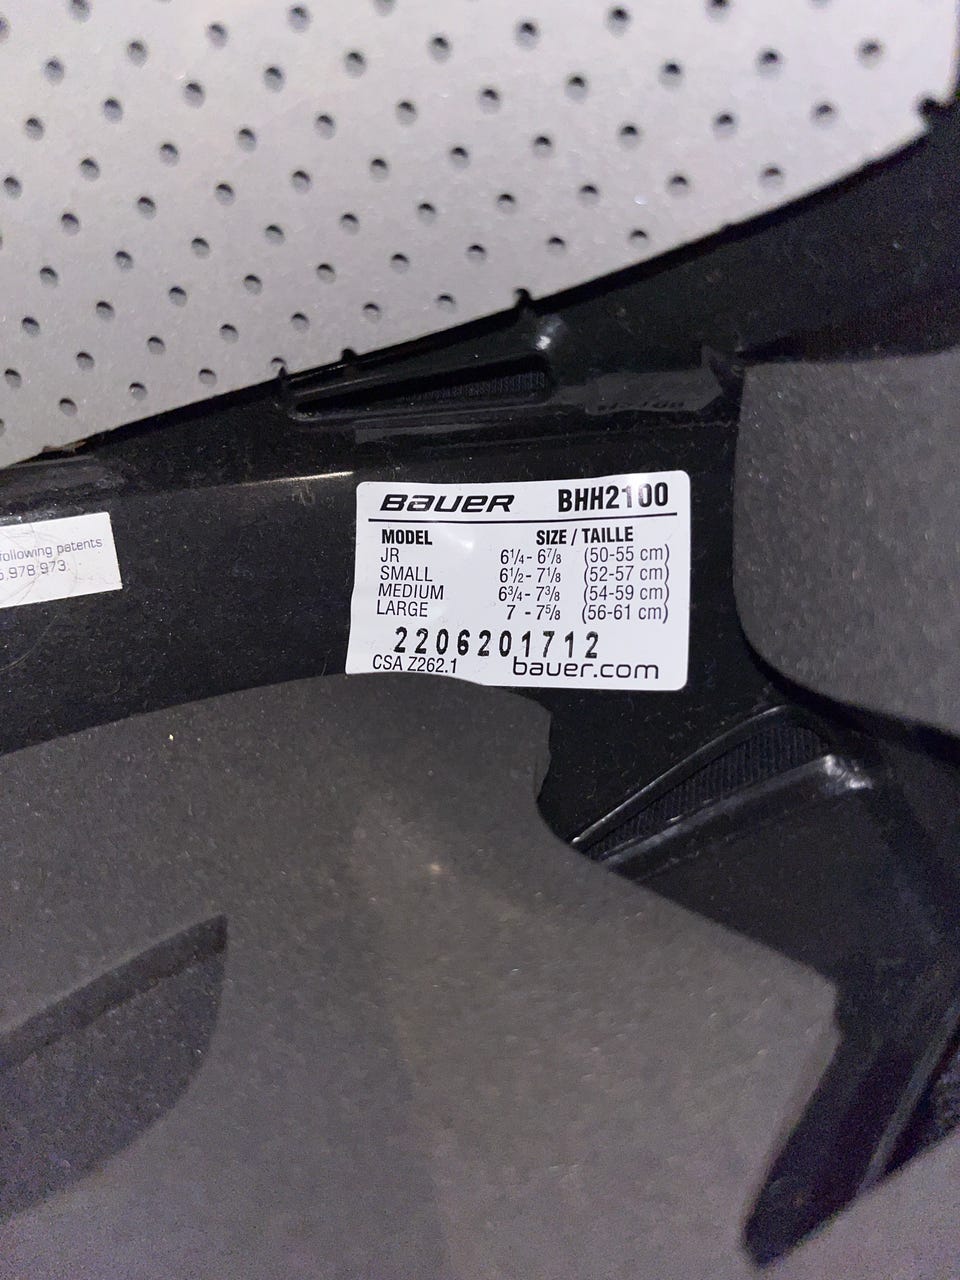 BAUER BHH2100
MODEL SIZE / TAILLE
JR 6¼ - 6⅞ (50-55 cm)
SMALL 6½ - 7⅛ (52-57 cm)
MEDIUM 6¾ - 7⅜ (54-59 cm)
LARGE 7 - 7⅝ (56-61 cm)
2206201712
CSA Z262.1 bauer.com
following patents
978 973